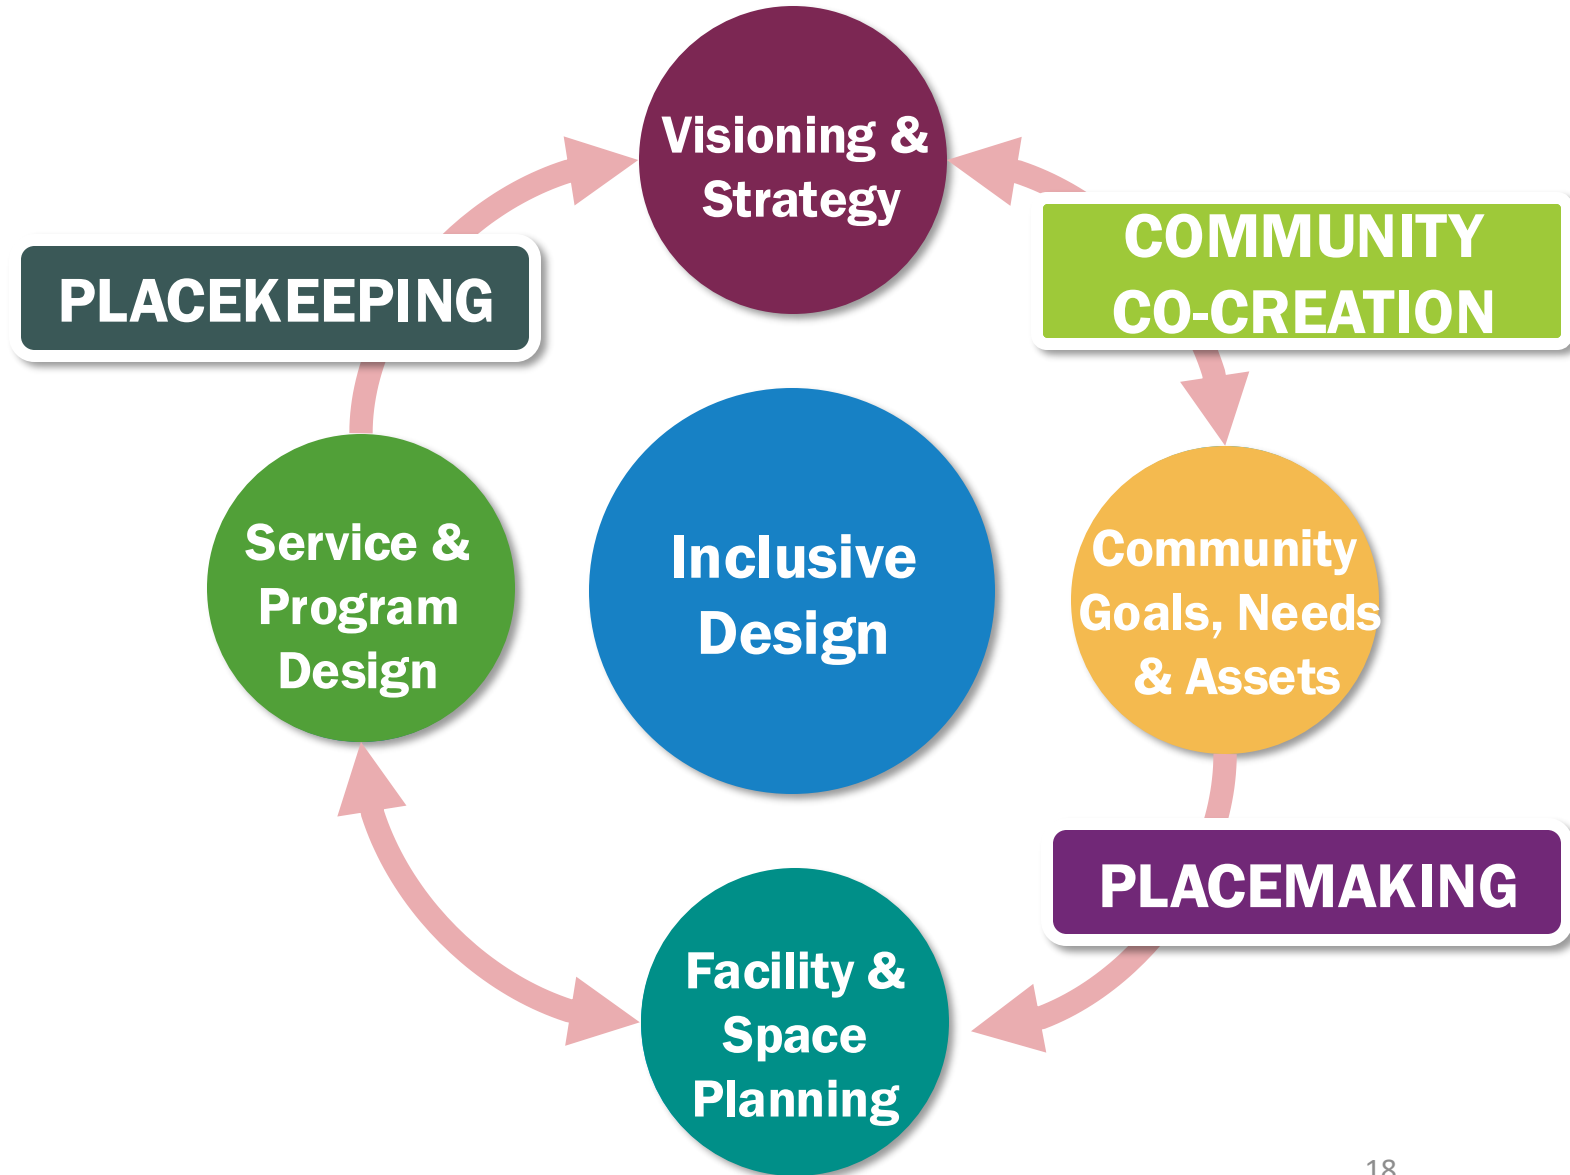 Visioning &
Strategy
COMMUNITY
CO-CREATION
PLACEKEEPING
Service &
Program
Design
Inclusive
Design
Community
Goals, Needs
& Assets
PLACEMAKING
Facility &
Space
Planning
18